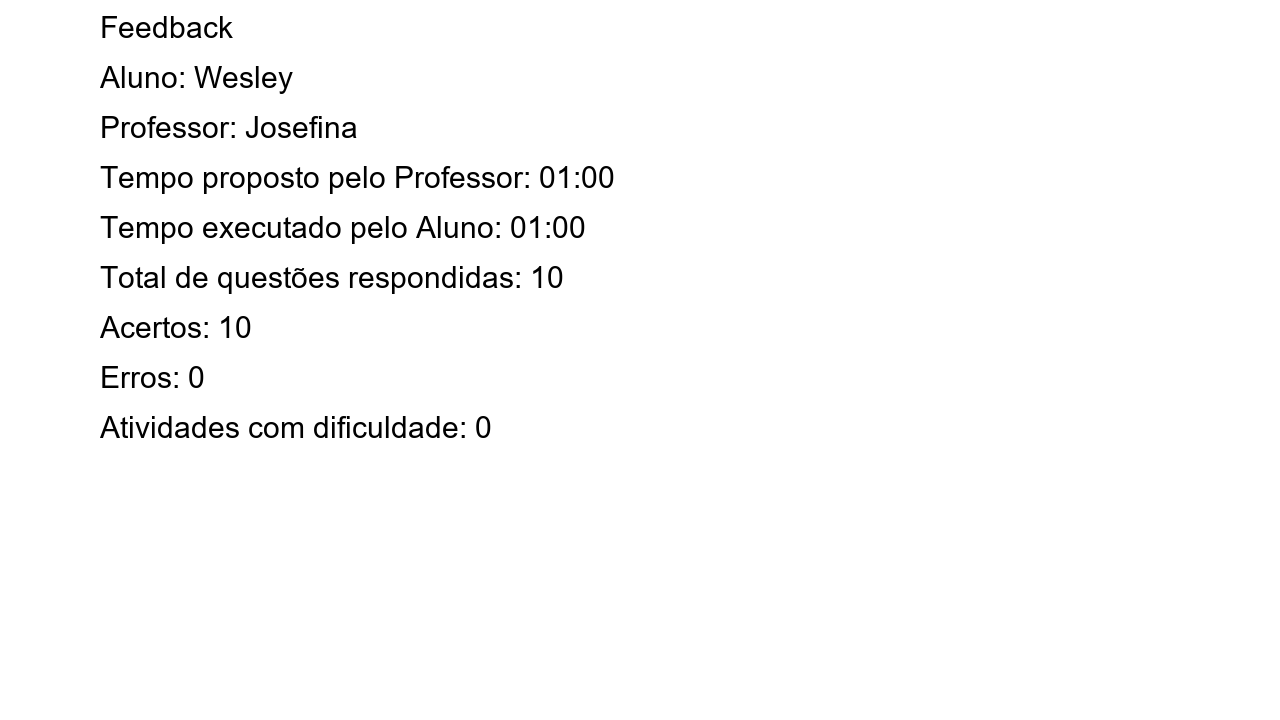 Feedback
Aluno: Wesley
Professor: Josefina
Tempo proposto pelo Professor: 01:00
Tempo executado pelo Aluno: 01:00
Total de questões respondidas: 10
Acertos: 10
Erros: 0
Atividades com dificuldade: 0